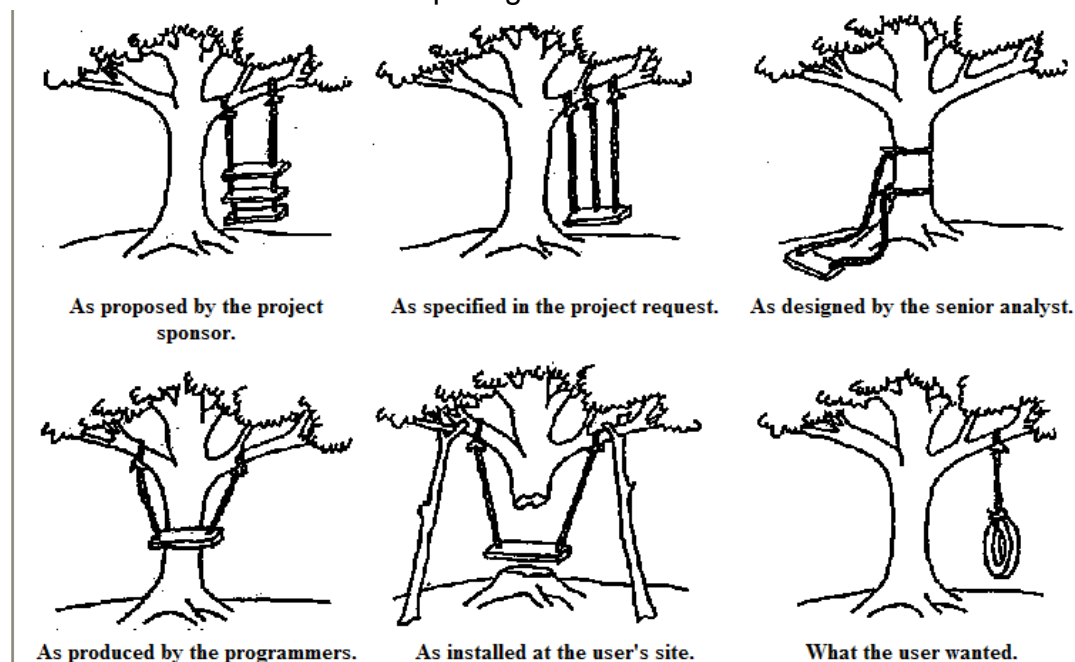 As proposed by the project
sponsor.
As specified in the project request.
As designed by the senior analyst.
As produced by the programmers.
As installed at the user's site.
What the user wanted.